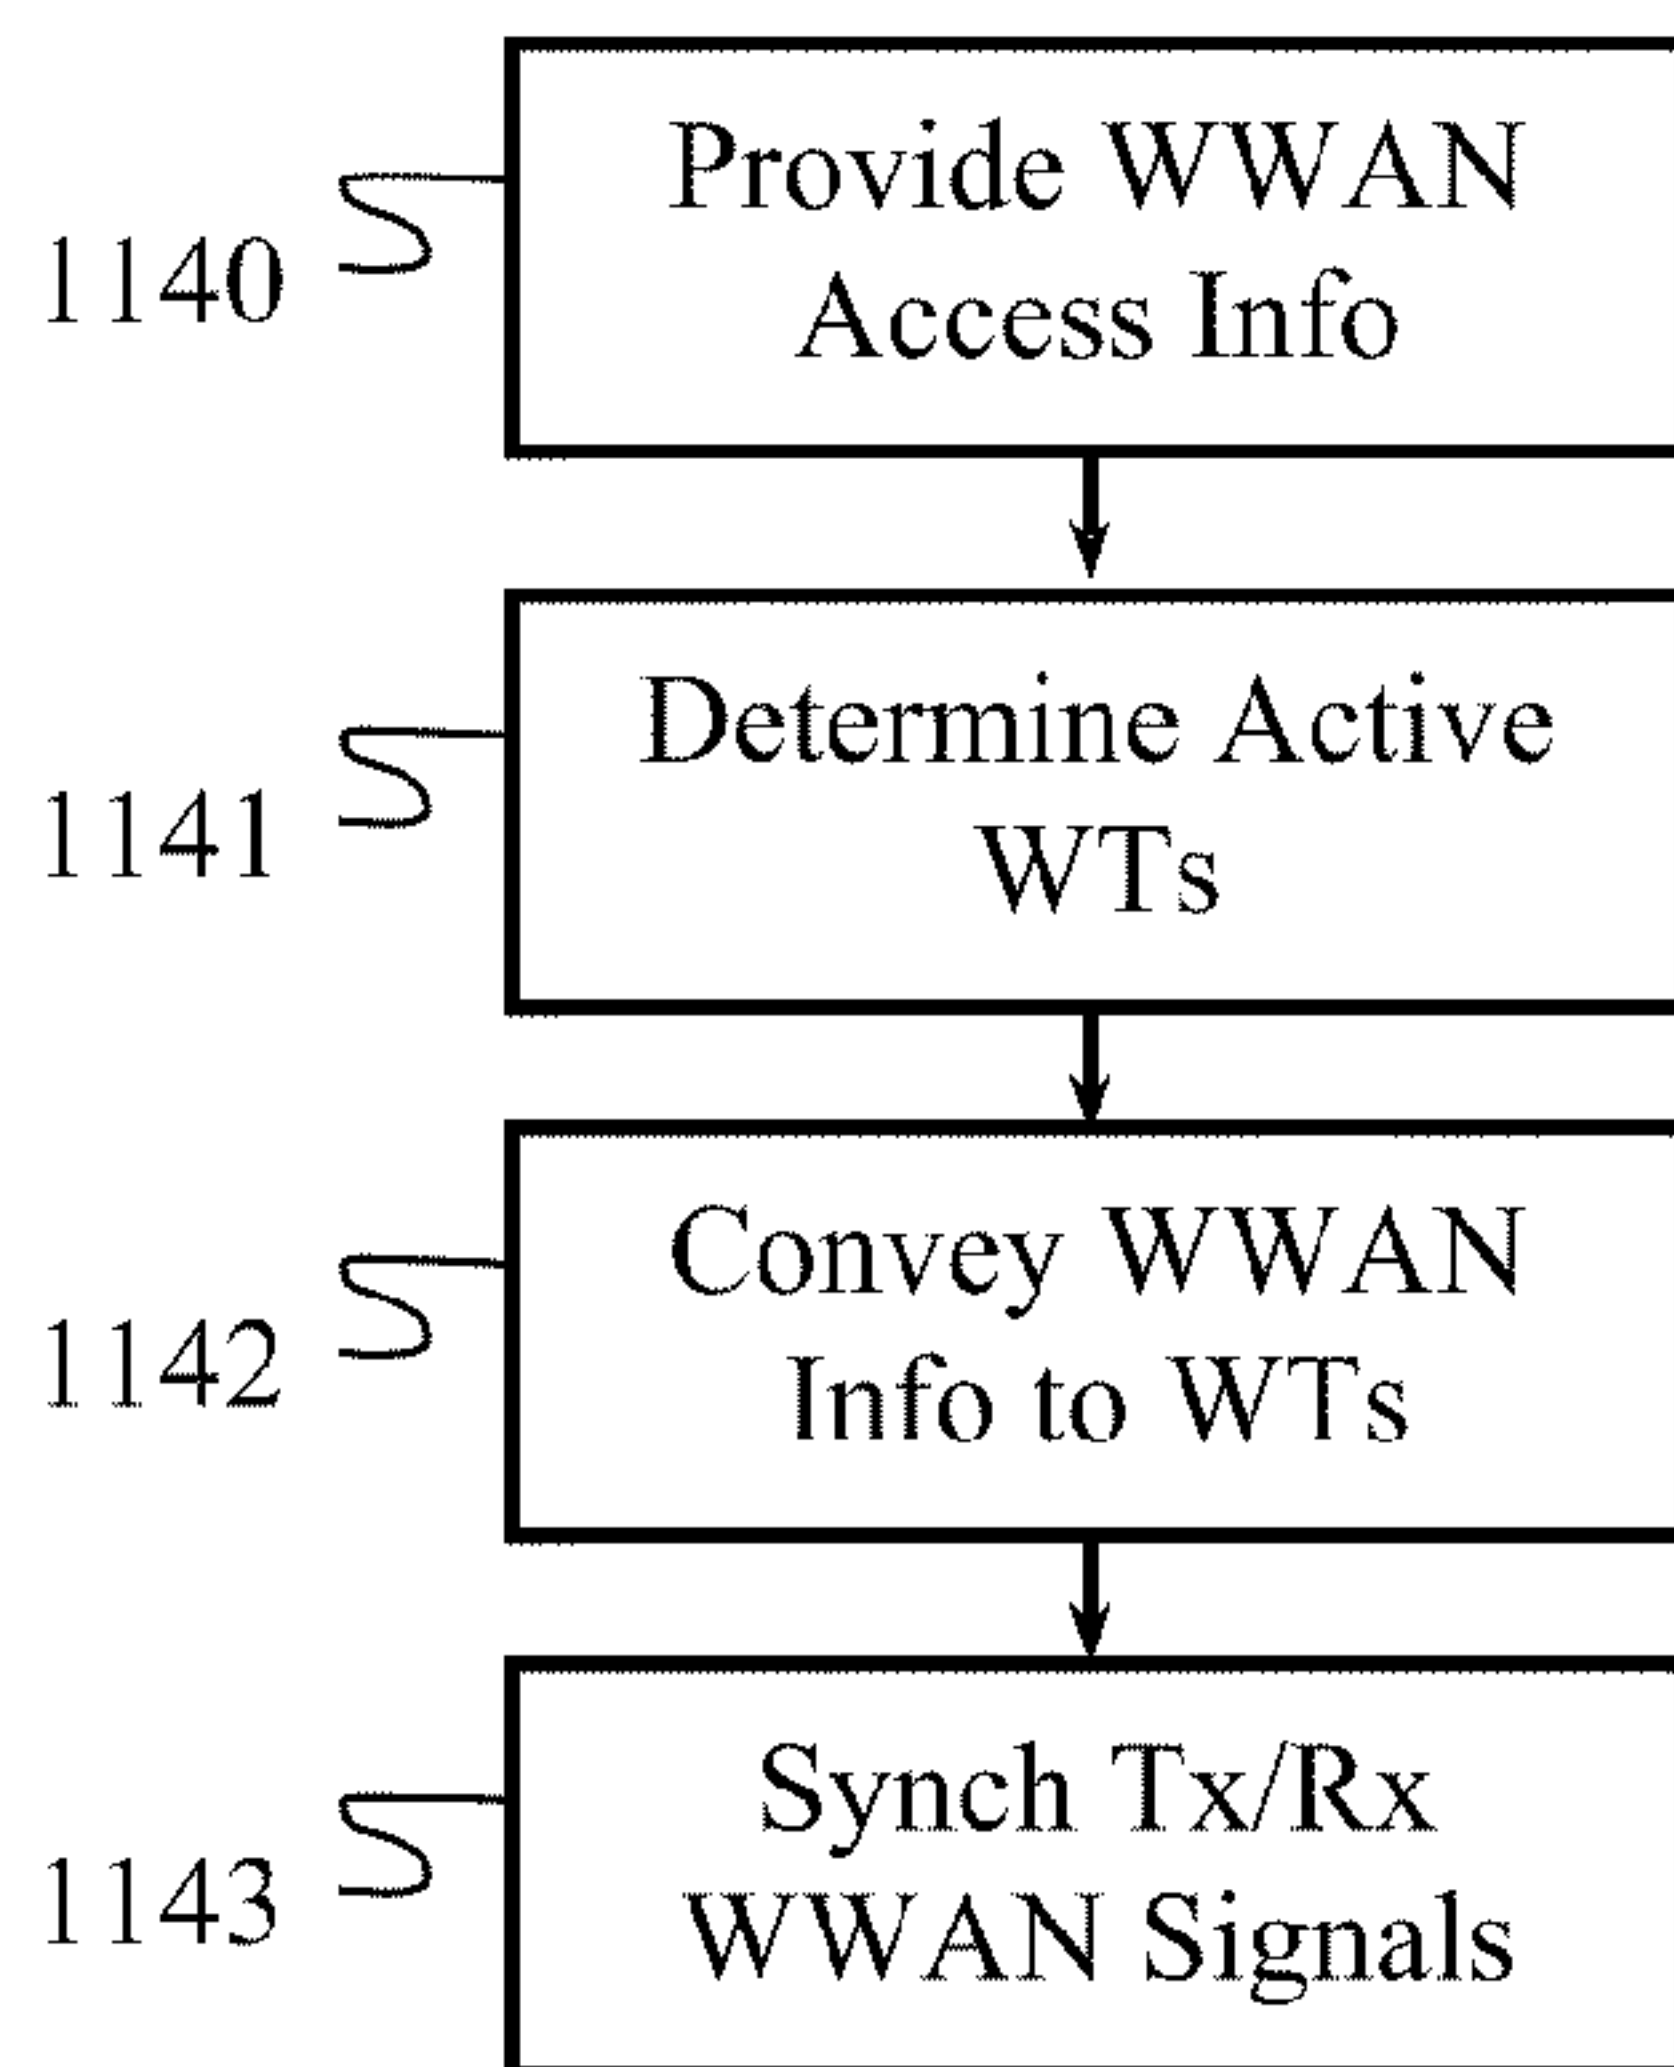 Provide WWAN
Access Info
1140
Determine Active
WTs
1141
Convey WWAN
Info to WTs
1142
Synch Tx/Rx
WWAN Signals
1143